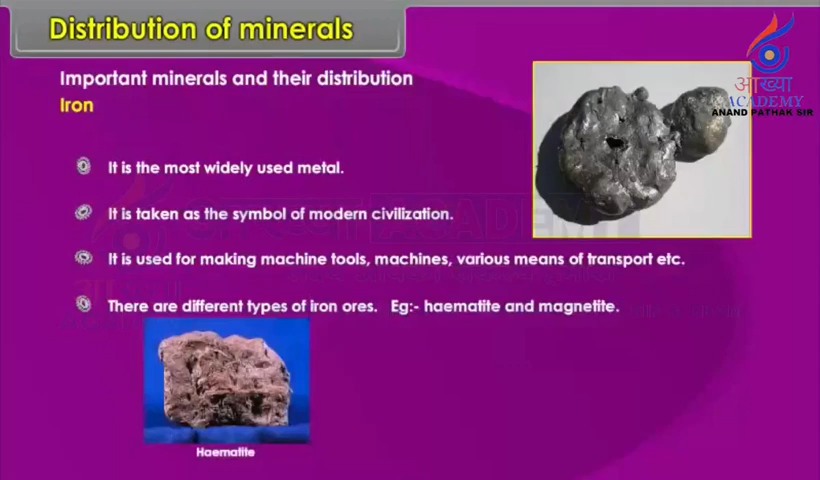 Distribution of minerals
Important minerals and their distribution
Iron
It is the most widely used metal.
It is taken as the symbol of modern civilization.
It is used for making machine tools, machines, various means of transport etc.
There are different types of iron ores. Eg:- haematite and magnetite.
Haematite
आख्या
ACADEMY
ANAND PATHAK SIR